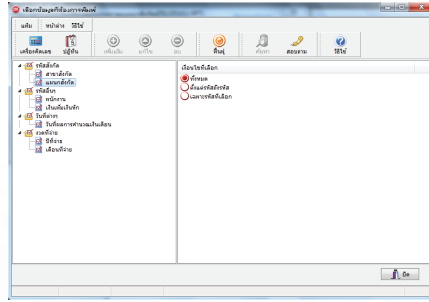 เลือกข้อมูลที่ต้องการพิมพ์
แฟ้ม หน้าต่าง วิธีใช้
เครื่องคิดเลข ปฏิทิน เพิ่มเติม แก้ไข ลบ ฟื้นฟู ค้นหา สอบถาม วิธีใช้
รหัสสังกัด
สาขาสังกัด
แผนกสังกัด
รหัสอื่นๆ
พนักงาน
เงินเพิ่มเงินหัก
วันที่ต่างๆ
วันที่ผลการคำนวณเงินเดือน
งวดที่จ่าย
ปีที่จ่าย
เดือนที่จ่าย
เงื่อนไขที่เลือก
ทั้งหมด
ตั้งแต่รหัสถึงรหัส
เฉพาะรหัสที่เลือก
ปิด